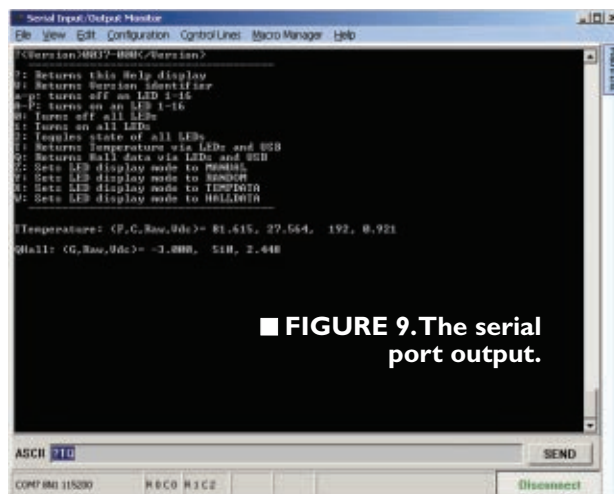 Serial Input/Output Monitor
File View Edit Configuration Control Lines Macro Manager Help
?<Version>0037-000</Version>
?: Returns this Help display
V: Returns Version identifier
a-p: turns off an LED 1-16
A-P: turns on an LED 1-16
0: Turns off all LEDs
1: Turns on all LEDs
2: Toggles state of all LEDs
T: Returns Temperature via LEDs and USB
Q: Returns Hall data via LEDs and USB
Z: Sets LED display mode to MANUAL
Y: Sets LED display mode to RANDOM
X: Sets LED display mode to TEMPDATA
W: Sets LED display mode to HALLDATA
TTemperature: (F,C,Raw,Vdc)= 81.615, 27.564, 192, 0.921
QHall: (G,Raw,Vdc)= -3.000, 510, 2.448
■ FIGURE 9. The serial
port output.
ASCII ?TQ SEND
COM7 8N1 115200 R0C0 R1C2 Disconnect